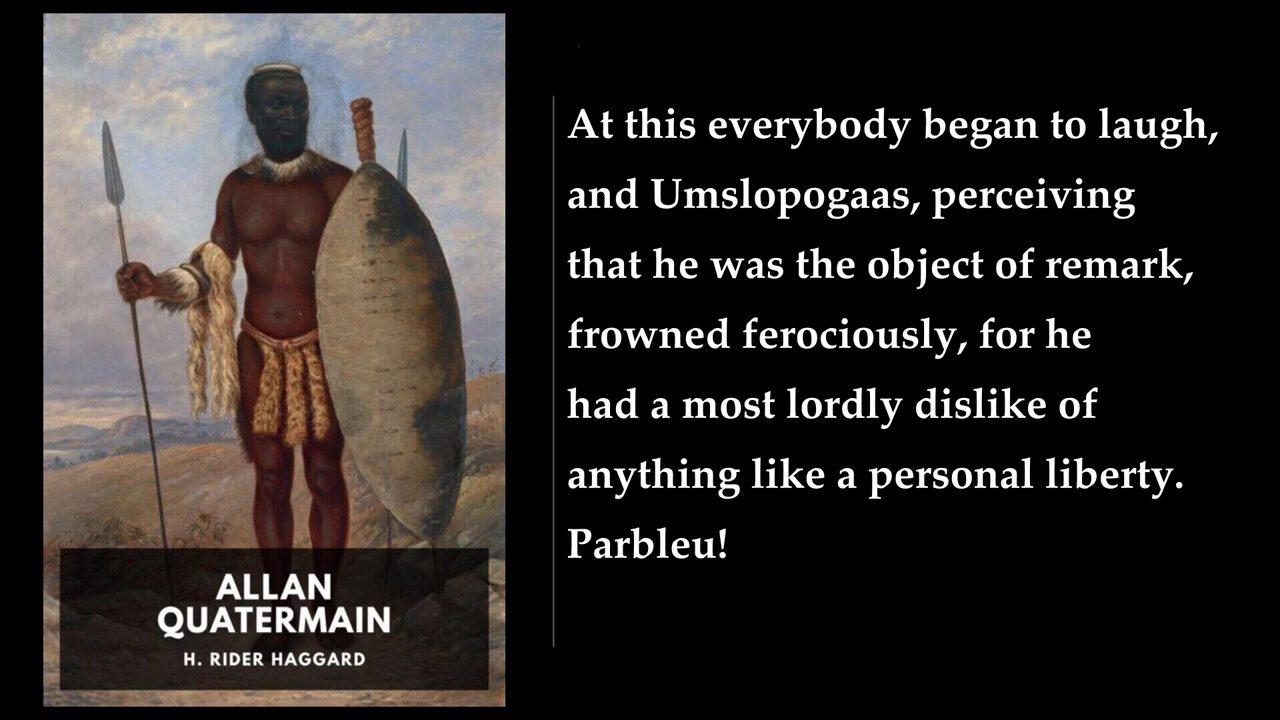 At this everybody began to laugh,
and Umslopogaas, perceiving
that he was the object of remark,
frowned ferociously, for he
had a most lordly dislike of
anything like a personal liberty.
Parbleu!
ALLAN
QUATERMAIN
H. RIDER HAGGARD